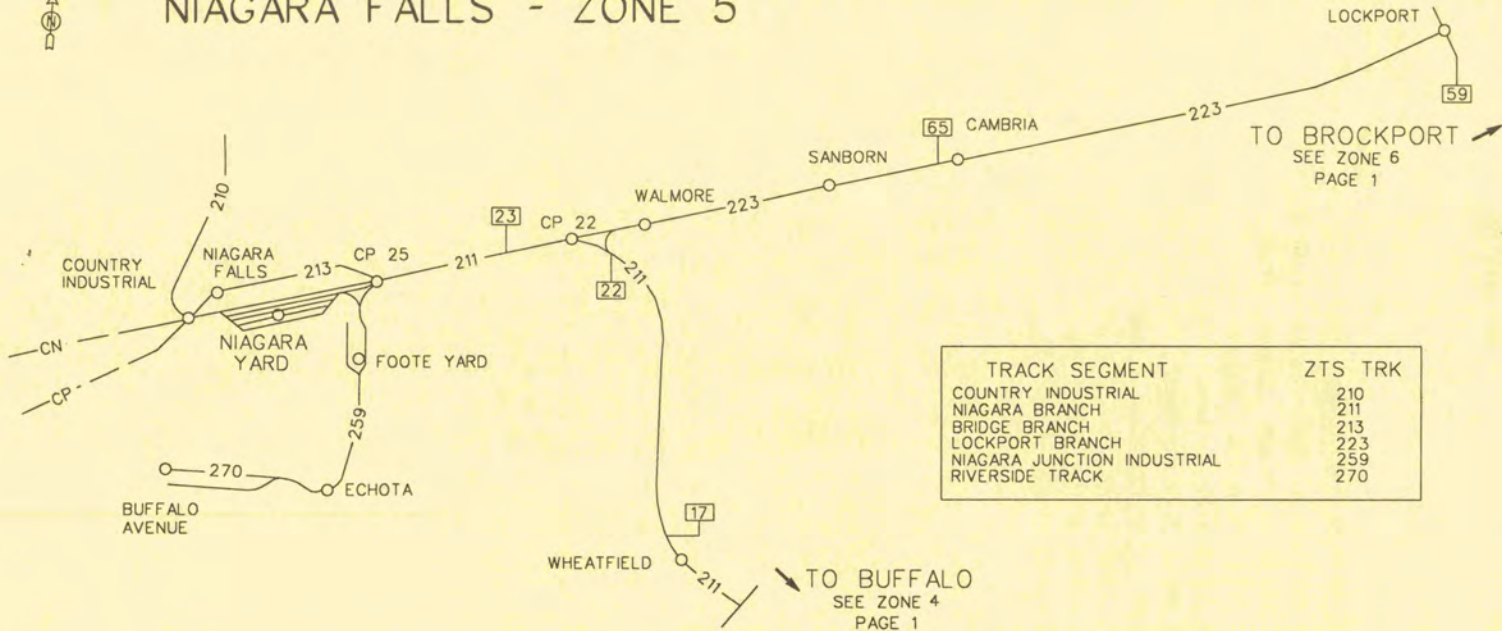 N
NIAGARA FALLS - ZONE 5
LOCKPORT
59
TO BROCKPORT
SEE ZONE 6
PAGE 1
223
65
CAMBRIA
SANBORN
223
WALMORE
CP 22
23
22
211
211
CP 25
213
NIAGARA
FALLS
210
COUNTRY
INDUSTRIAL
CN
CP
NIAGARA
YARD
FOOTE YARD
259
270
ECHOTA
BUFFALO
AVENUE
17
WHEATFIELD
211
TO BUFFALO
SEE ZONE 4
PAGE 1
TRACK SEGMENT ZTS TRK
COUNTRY INDUSTRIAL 210
NIAGARA BRANCH 211
BRIDGE BRANCH 213
LOCKPORT BRANCH 223
NIAGARA JUNCTION INDUSTRIAL 259
RIVERSIDE TRACK 270